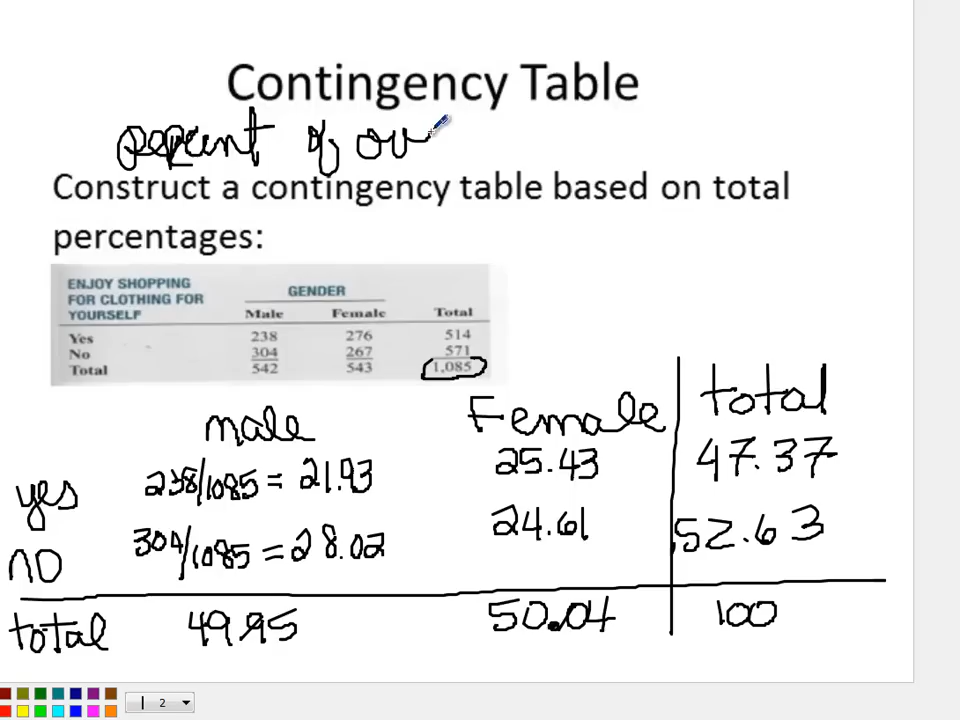 Contingency Table
percent of ov
Construct a contingency table based on total
percentages:
ENJOY SHOPPING
FOR CLOTHING FOR
YOURSELF
GENDER
Male Female Total
Yes 238 276 514
No 304 267 571
Total 542 543 1,085
male Female total
yes 238/1085 = 21.93 25.43 47.37
no 304/1085 = 28.02 24.61 52.63
total 49.95 50.04 100
2